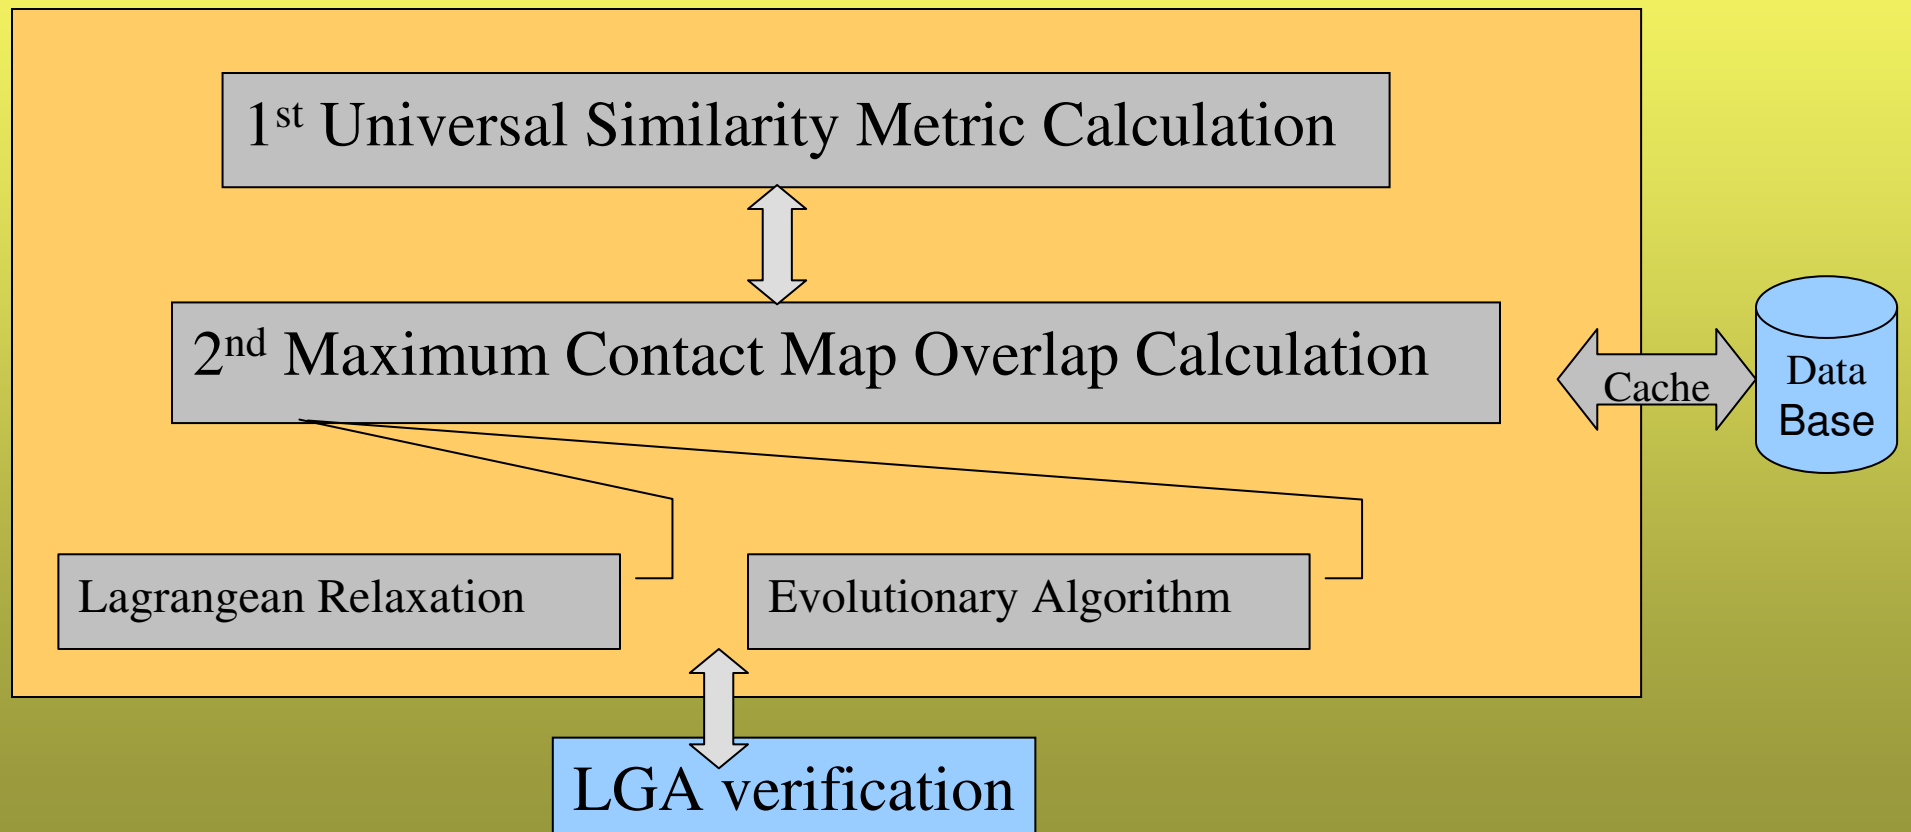 1st Universal Similarity Metric Calculation
2nd Maximum Contact Map Overlap Calculation
Cache
Data
Base
Lagrangean Relaxation
Evolutionary Algorithm
LGA verification